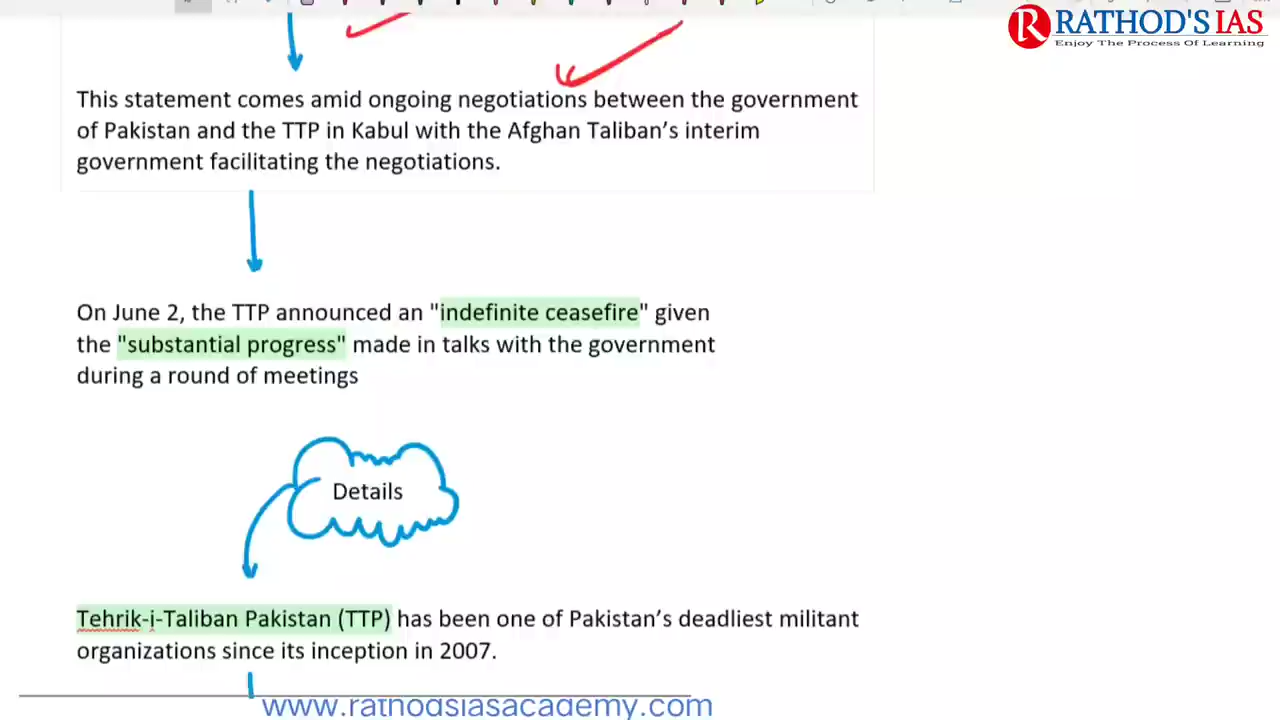 RATHOD'S IAS
Enjoy The Process Of Learning
This statement comes amid ongoing negotiations between the government
of Pakistan and the TTP in Kabul with the Afghan Taliban’s interim
government facilitating the negotiations.
On June 2, the TTP announced an "indefinite ceasefire" given
the "substantial progress" made in talks with the government
during a round of meetings
Details
Tehrik-i-Taliban Pakistan (TTP) has been one of Pakistan’s deadliest militant
organizations since its inception in 2007.
www.rathodsiasacademy.com